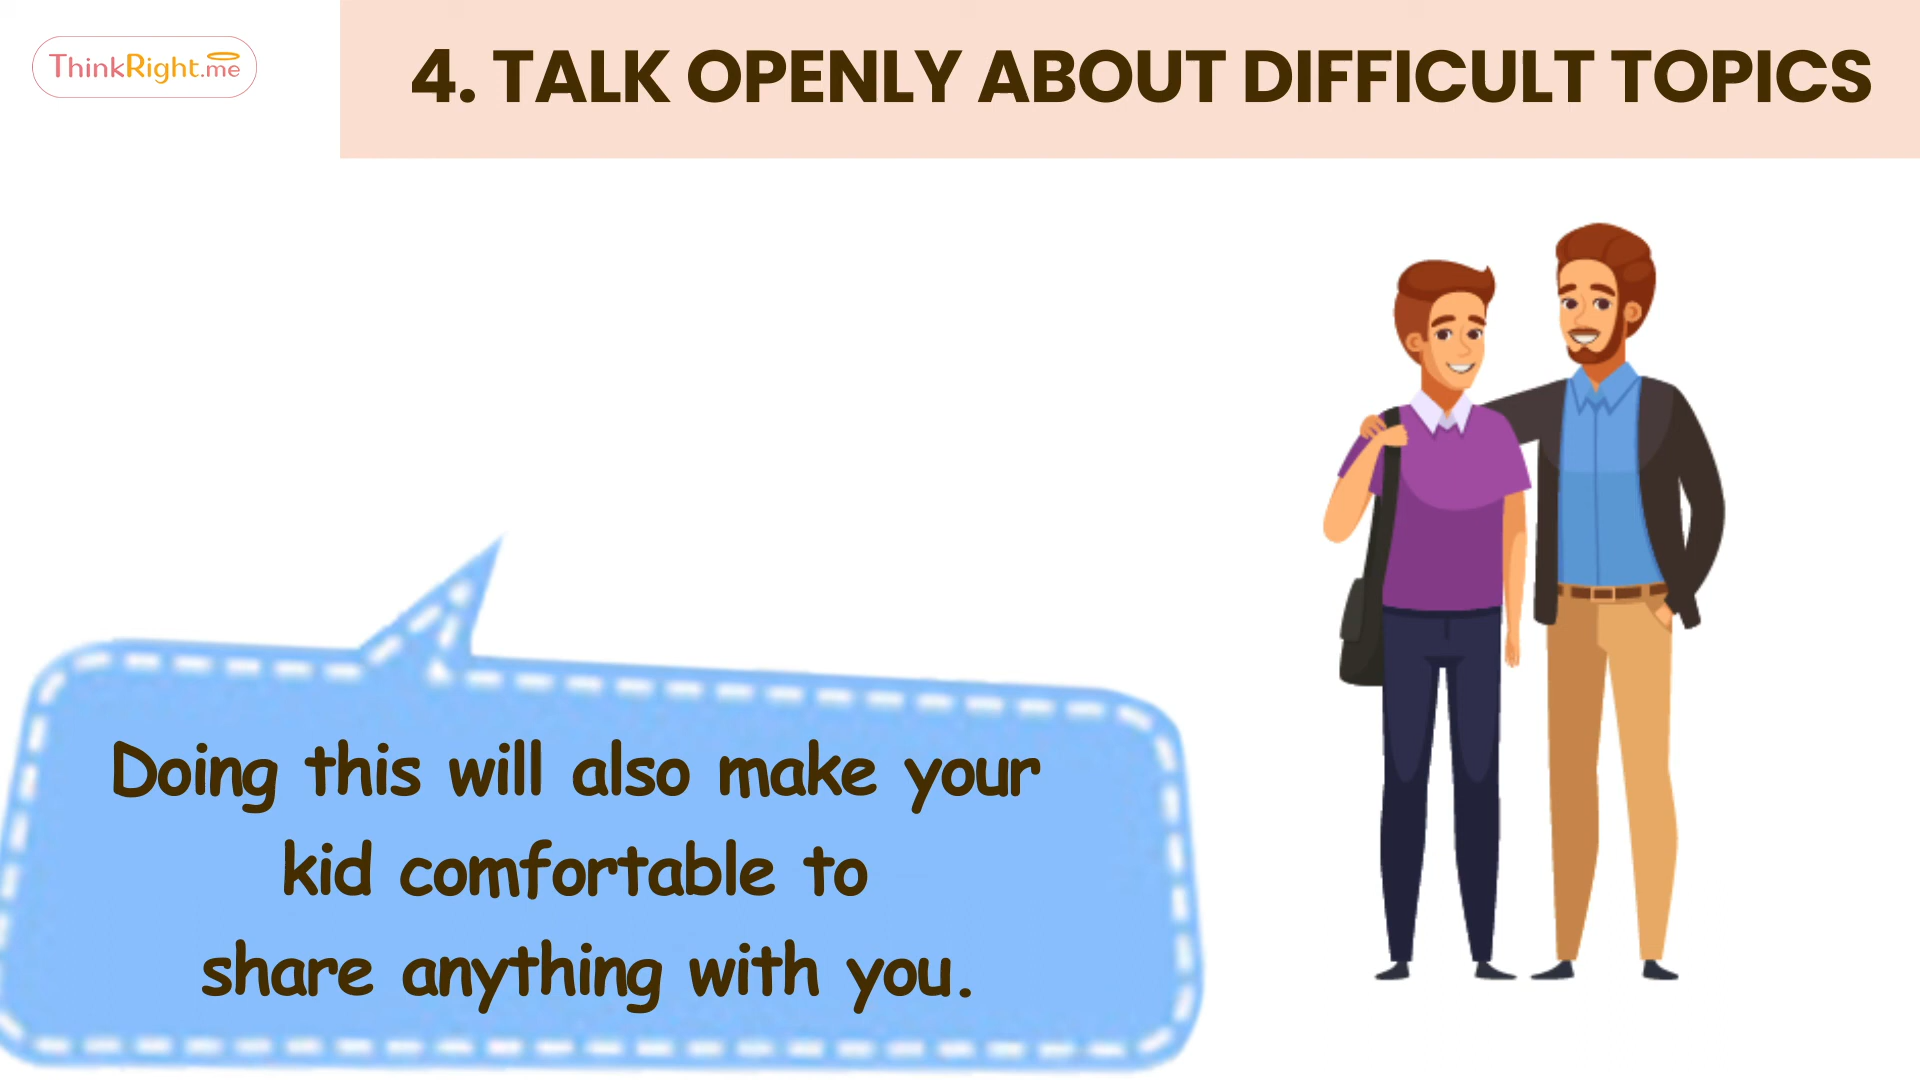 ThinkRight.me
4. TALK OPENLY ABOUT DIFFICULT TOPICS
Doing this will also make your
kid comfortable to
share anything with you.